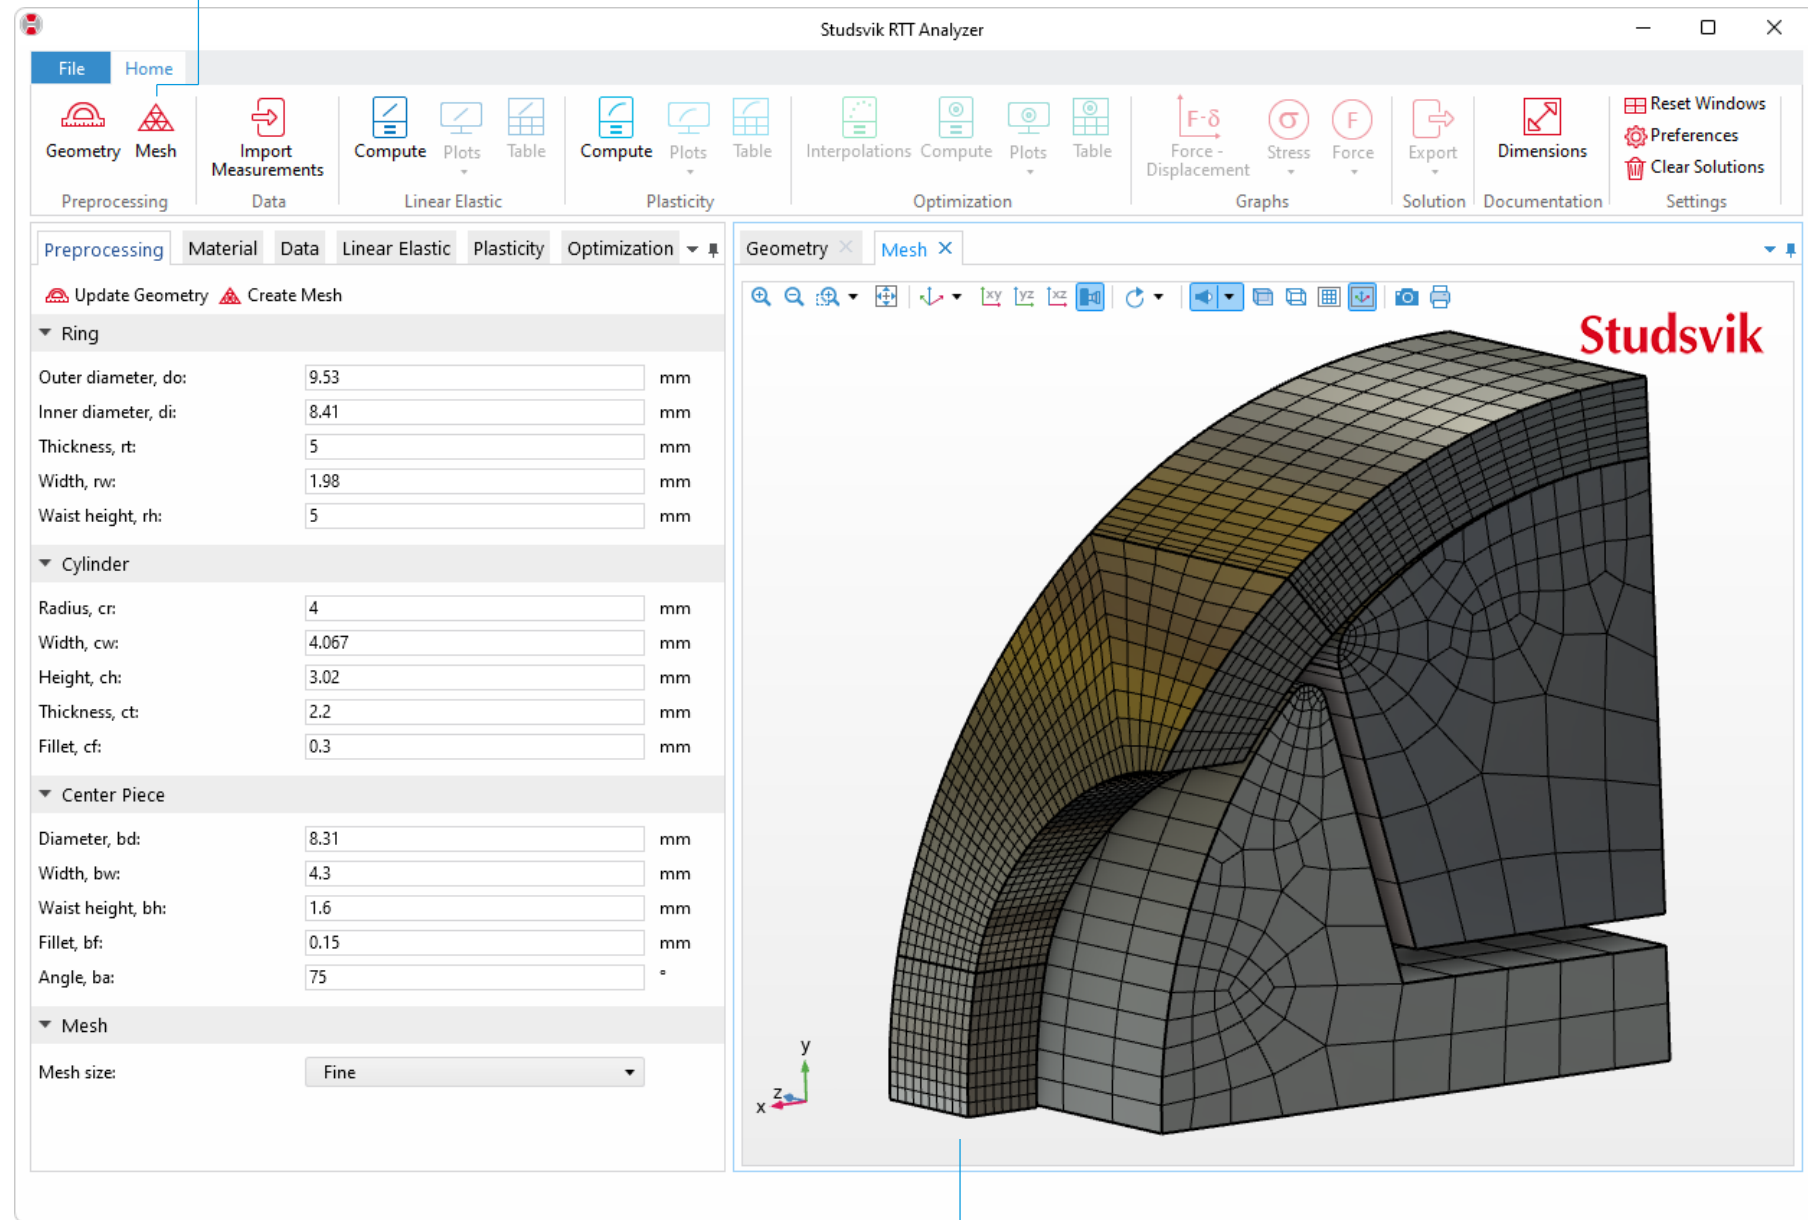 Studsvik RTT Analyzer
File Home
Geometry Mesh Import Measurements Compute Plots Table Compute Plots Table Interpolations Compute Plots Table F-δ Force - Displacement σ Stress F Force Export Dimensions
Reset Windows
Preferences
Clear Solutions
Preprocessing Data Linear Elastic Plasticity Optimization Graphs Solution Documentation Settings
Preprocessing Material Data Linear Elastic Plasticity Optimization
Geometry Mesh
Update Geometry Create Mesh
xy yz xz
Studsvik
Ring
Outer diameter, do: 9.53 mm
Inner diameter, di: 8.41 mm
Thickness, rt: 5 mm
Width, rw: 1.98 mm
Waist height, rh: 5 mm
Cylinder
Radius, cr: 4 mm
Width, cw: 4.067 mm
Height, ch: 3.02 mm
Thickness, ct: 2.2 mm
Fillet, cf: 0.3 mm
Center Piece
Diameter, bd: 8.31 mm
Width, bw: 4.3 mm
Waist height, bh: 1.6 mm
Fillet, bf: 0.15 mm
Angle, ba: 75 °
Mesh
Mesh size: Fine
y
z
x